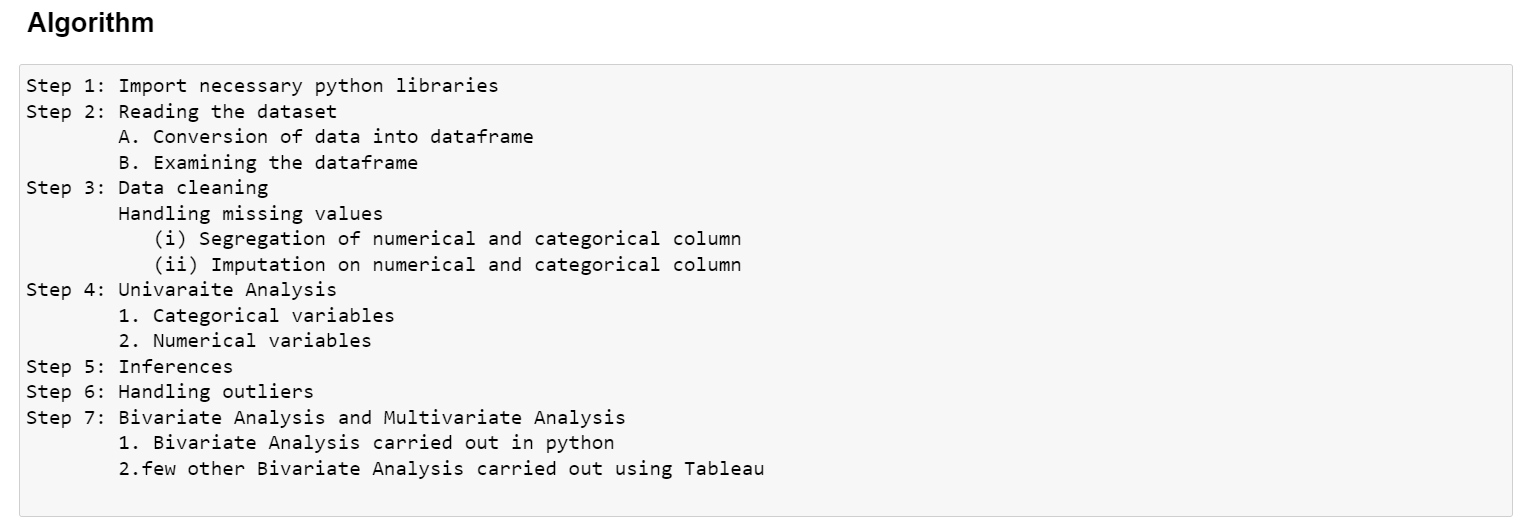 Algorithm
Step 1: Import necessary python libraries
Step 2: Reading the dataset
A. Conversion of data into dataframe
B. Examining the dataframe
Step 3: Data cleaning
Handling missing values
(i) Segregation of numerical and categorical column
(ii) Imputation on numerical and categorical column
Step 4: Univaraite Analysis
1. Categorical variables
2. Numerical variables
Step 5: Inferences
Step 6: Handling outliers
Step 7: Bivariate Analysis and Multivariate Analysis
1. Bivariate Analysis carried out in python
2.few other Bivariate Analysis carried out using Tableau